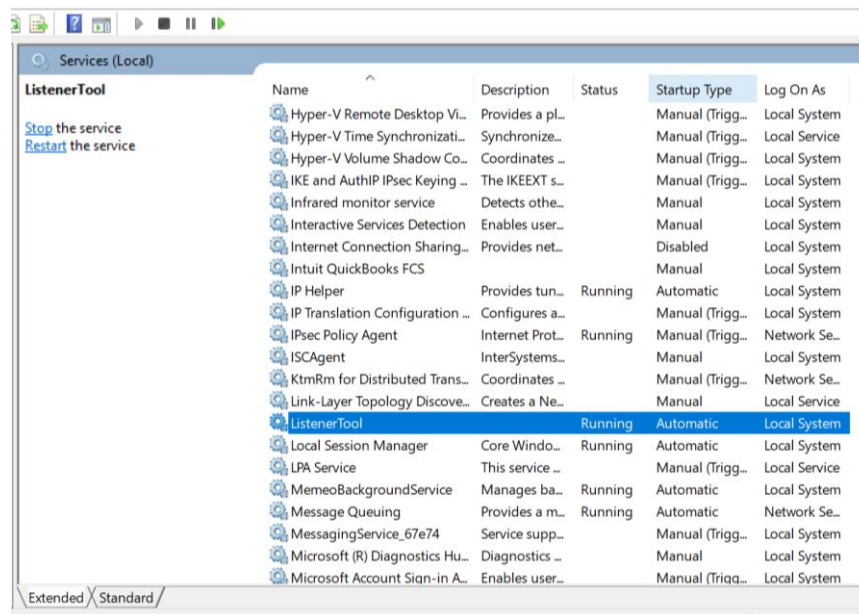 Services (Local)
ListenerTool
Stop the service
Restart the service
Name Description Status Startup Type Log On As
Hyper-V Remote Desktop Vi... Provides a pl... Manual (Trigg... Local System
Hyper-V Time Synchronizati... Synchronize... Manual (Trigg... Local Service
Hyper-V Volume Shadow Co... Coordinates ... Manual (Trigg... Local System
IKE and AuthIP IPsec Keying ... The IKEEXT s... Manual (Trigg... Local System
Infrared monitor service Detects othe... Manual Local System
Interactive Services Detection Enables user... Manual Local System
Internet Connection Sharing... Provides net... Disabled Local System
Intuit QuickBooks FCS Manual Local System
IP Helper Provides tun... Running Automatic Local System
IP Translation Configuration ... Configures a... Manual (Trigg... Local System
IPsec Policy Agent Internet Prot... Running Manual (Trigg... Network Se...
ISCAgent InterSystems... Manual Local System
KtmRm for Distributed Trans... Coordinates ... Manual (Trigg... Network Se...
Link-Layer Topology Discove... Creates a Ne... Manual Local Service
ListenerTool Running Automatic Local System
Local Session Manager Core Windo... Running Automatic Local System
LPA Service This service ... Manual (Trigg... Local Service
MemeoBackgroundService Manages ba... Running Automatic Local System
Message Queuing Provides a m... Running Automatic Network Se...
MessagingService_67e74 Service supp... Manual (Trigg... Local System
Microsoft (R) Diagnostics Hu... Diagnostics ... Manual Local System
Microsoft Account Sign-in A... Enables user... Manual (Trigg... Local System
Extended Standard